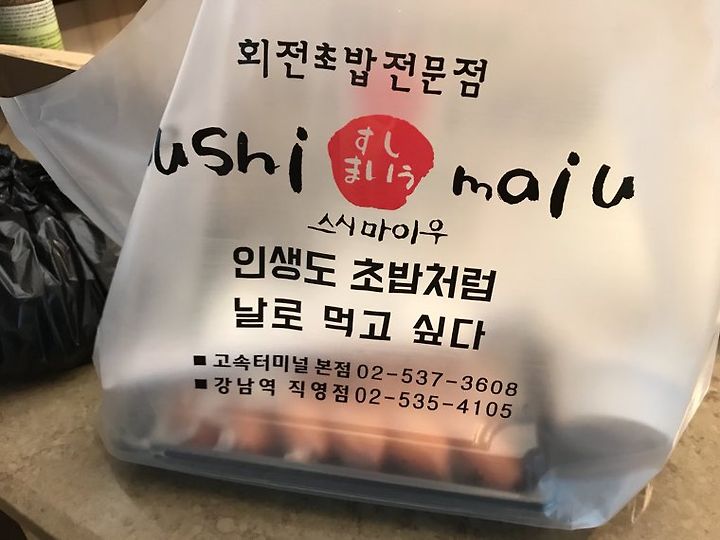 회전초밥전문점
sushi すし maiu
まいう
스시마이우
인생도 초밥처럼
날로 먹고 싶다
■ 고속터미널본점 02-537-3608
■ 강남역 직영점 02-535-4105